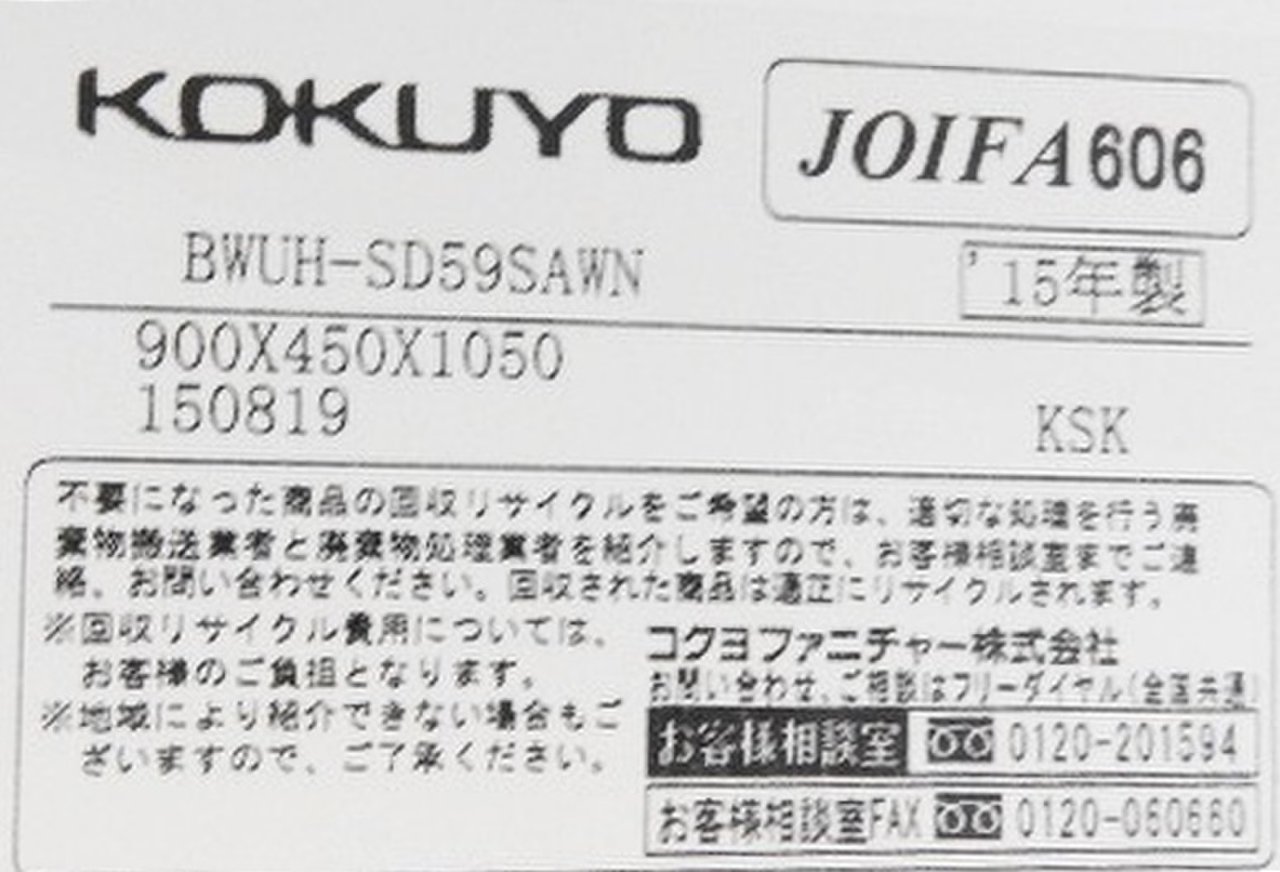 KOKUYO
JOIFA606
BWUH-SD59SAWN
'15年製
900X450X1050
150819
KSK
不要になった商品の回収リサイクルをご希望の方は、適切な処理を行う廃
棄物搬送業者と廃棄物処理業者を紹介しますので、お客様相談室までご連
絡、お問い合わせください。回収された商品は適正にリサイクルされます。
※回収リサイクル費用については、
お客様のご負担となります。
※地域により紹介できない場合もご
ざいますので、ご了承ください。
コクヨファニチャー株式会社
お問い合わせ、ご相談はフリーダイヤル(全国共通)
お客様相談室 0120-201594
お客様相談室FAX 0120-060660